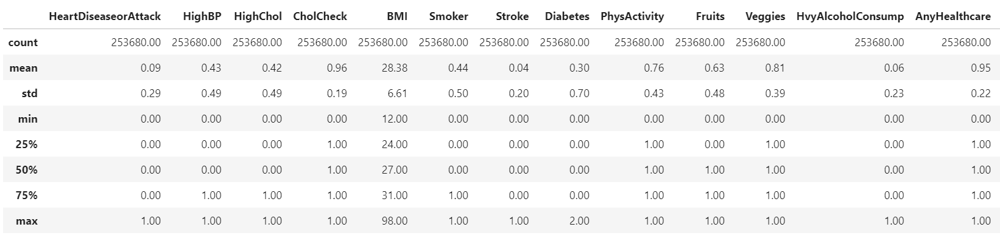 HeartDiseaseorAttack HighBP HighChol CholCheck BMI Smoker Stroke Diabetes PhysActivity Fruits Veggies HvyAlcoholConsump AnyHealthcare
count 253680.00 253680.00 253680.00 253680.00 253680.00 253680.00 253680.00 253680.00 253680.00 253680.00 253680.00 253680.00 253680.00
mean 0.09 0.43 0.42 0.96 28.38 0.44 0.04 0.30 0.76 0.63 0.81 0.06 0.95
std 0.29 0.49 0.49 0.19 6.61 0.50 0.20 0.70 0.43 0.48 0.39 0.23 0.22
min 0.00 0.00 0.00 0.00 12.00 0.00 0.00 0.00 0.00 0.00 0.00 0.00 0.00
25% 0.00 0.00 0.00 1.00 24.00 0.00 0.00 0.00 1.00 0.00 1.00 0.00 1.00
50% 0.00 0.00 0.00 1.00 27.00 0.00 0.00 0.00 1.00 1.00 1.00 0.00 1.00
75% 0.00 1.00 1.00 1.00 31.00 1.00 0.00 0.00 1.00 1.00 1.00 0.00 1.00
max 1.00 1.00 1.00 1.00 98.00 1.00 1.00 2.00 1.00 1.00 1.00 1.00 1.00